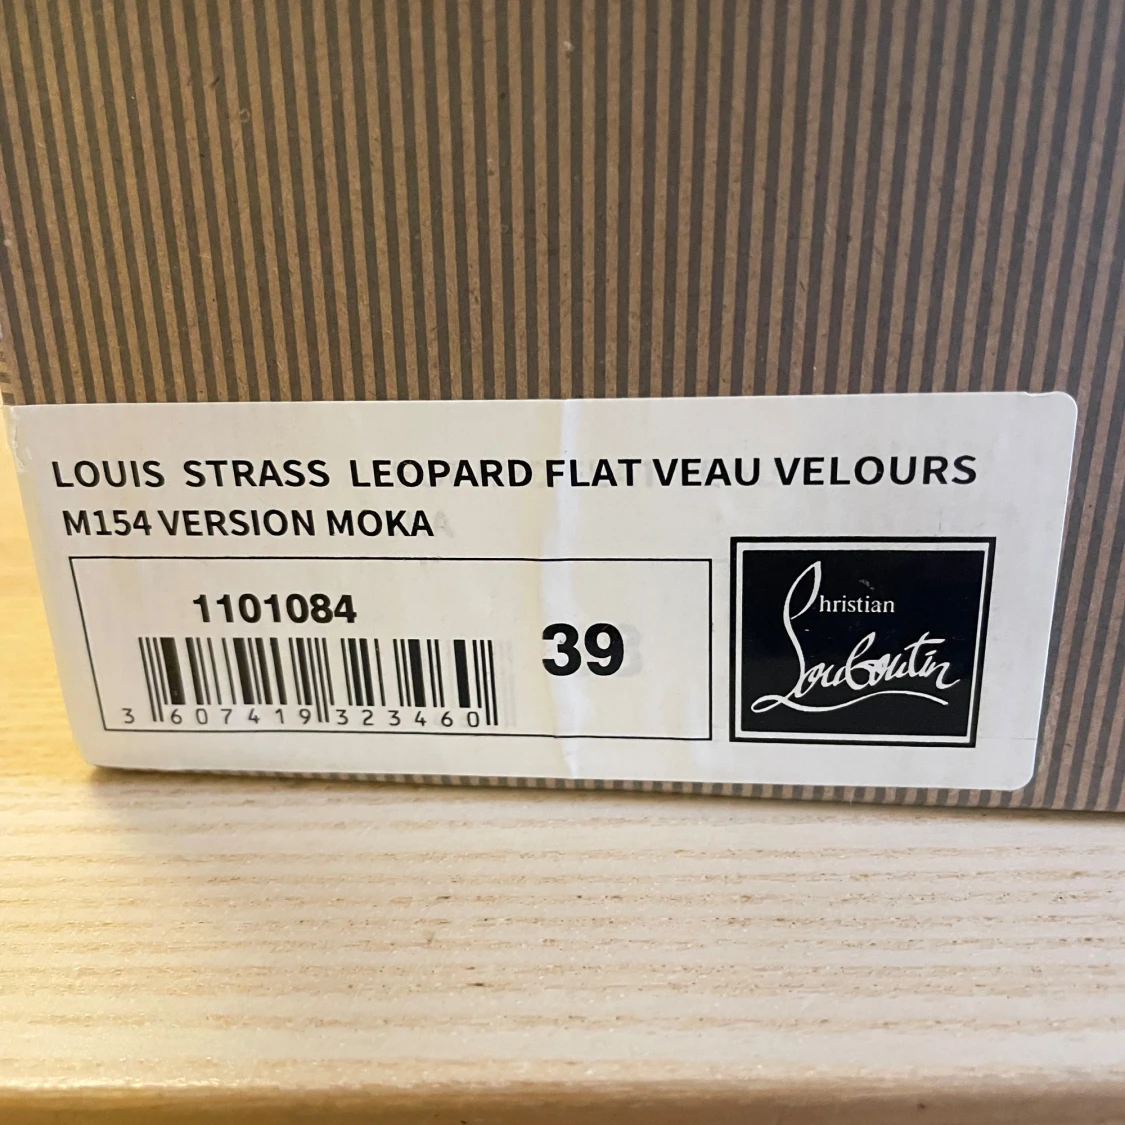 LOUIS STRASS LEOPARD FLAT VEAU VELOURS
M154 VERSION MOKA
1101084
39
3 607419 323460
Christian
Louboutin